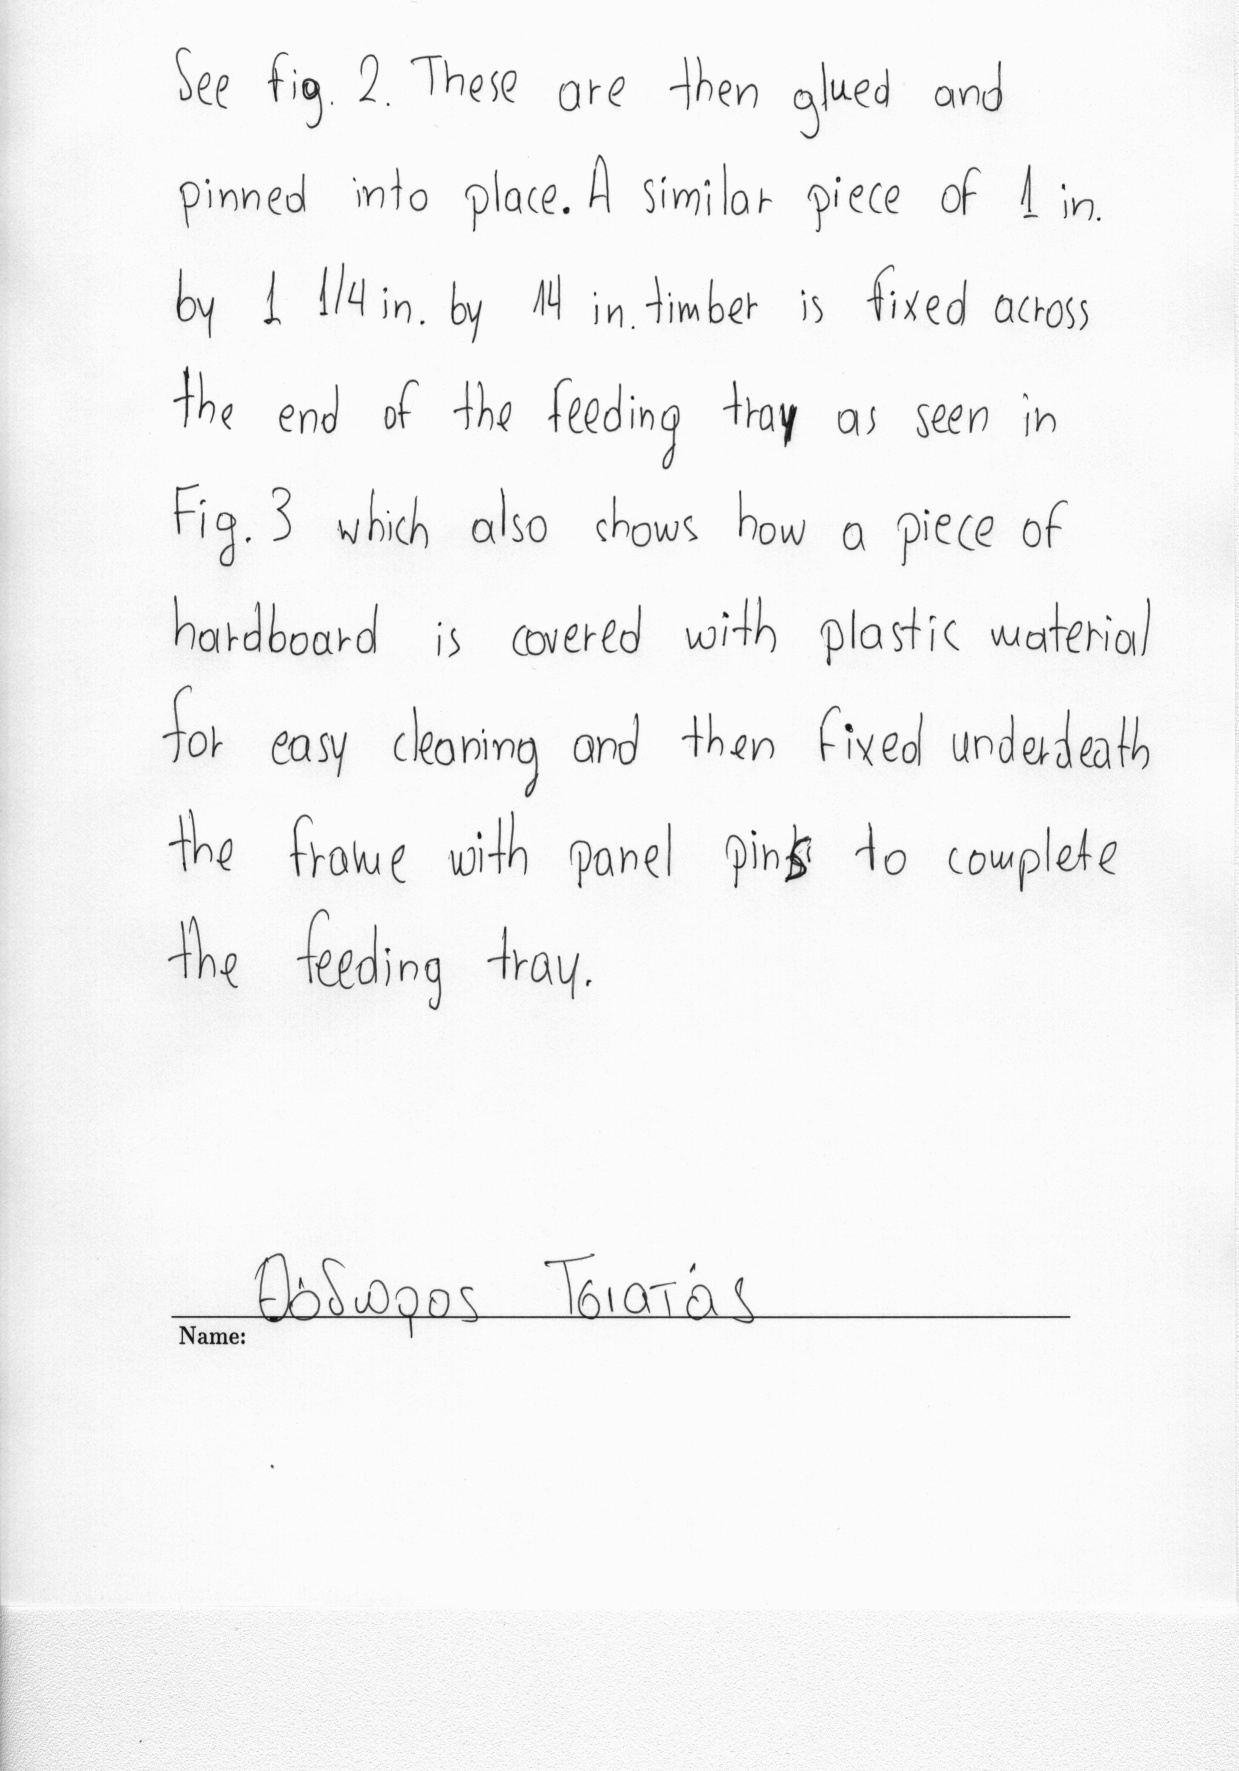 See fig. 2. These are then glued and
pinned into place. A similar piece of 1 in.
by 1 1/4 in. by 14 in. timber is fixed across
the end of the feeding tray as seen in
Fig. 3 which also shows how a piece of
hardboard is covered with plastic material
for easy cleaning and then fixed underdeath
the frame with panel pins to complete
the feeding tray.
Θόδωρος Τσιατάς
Name: